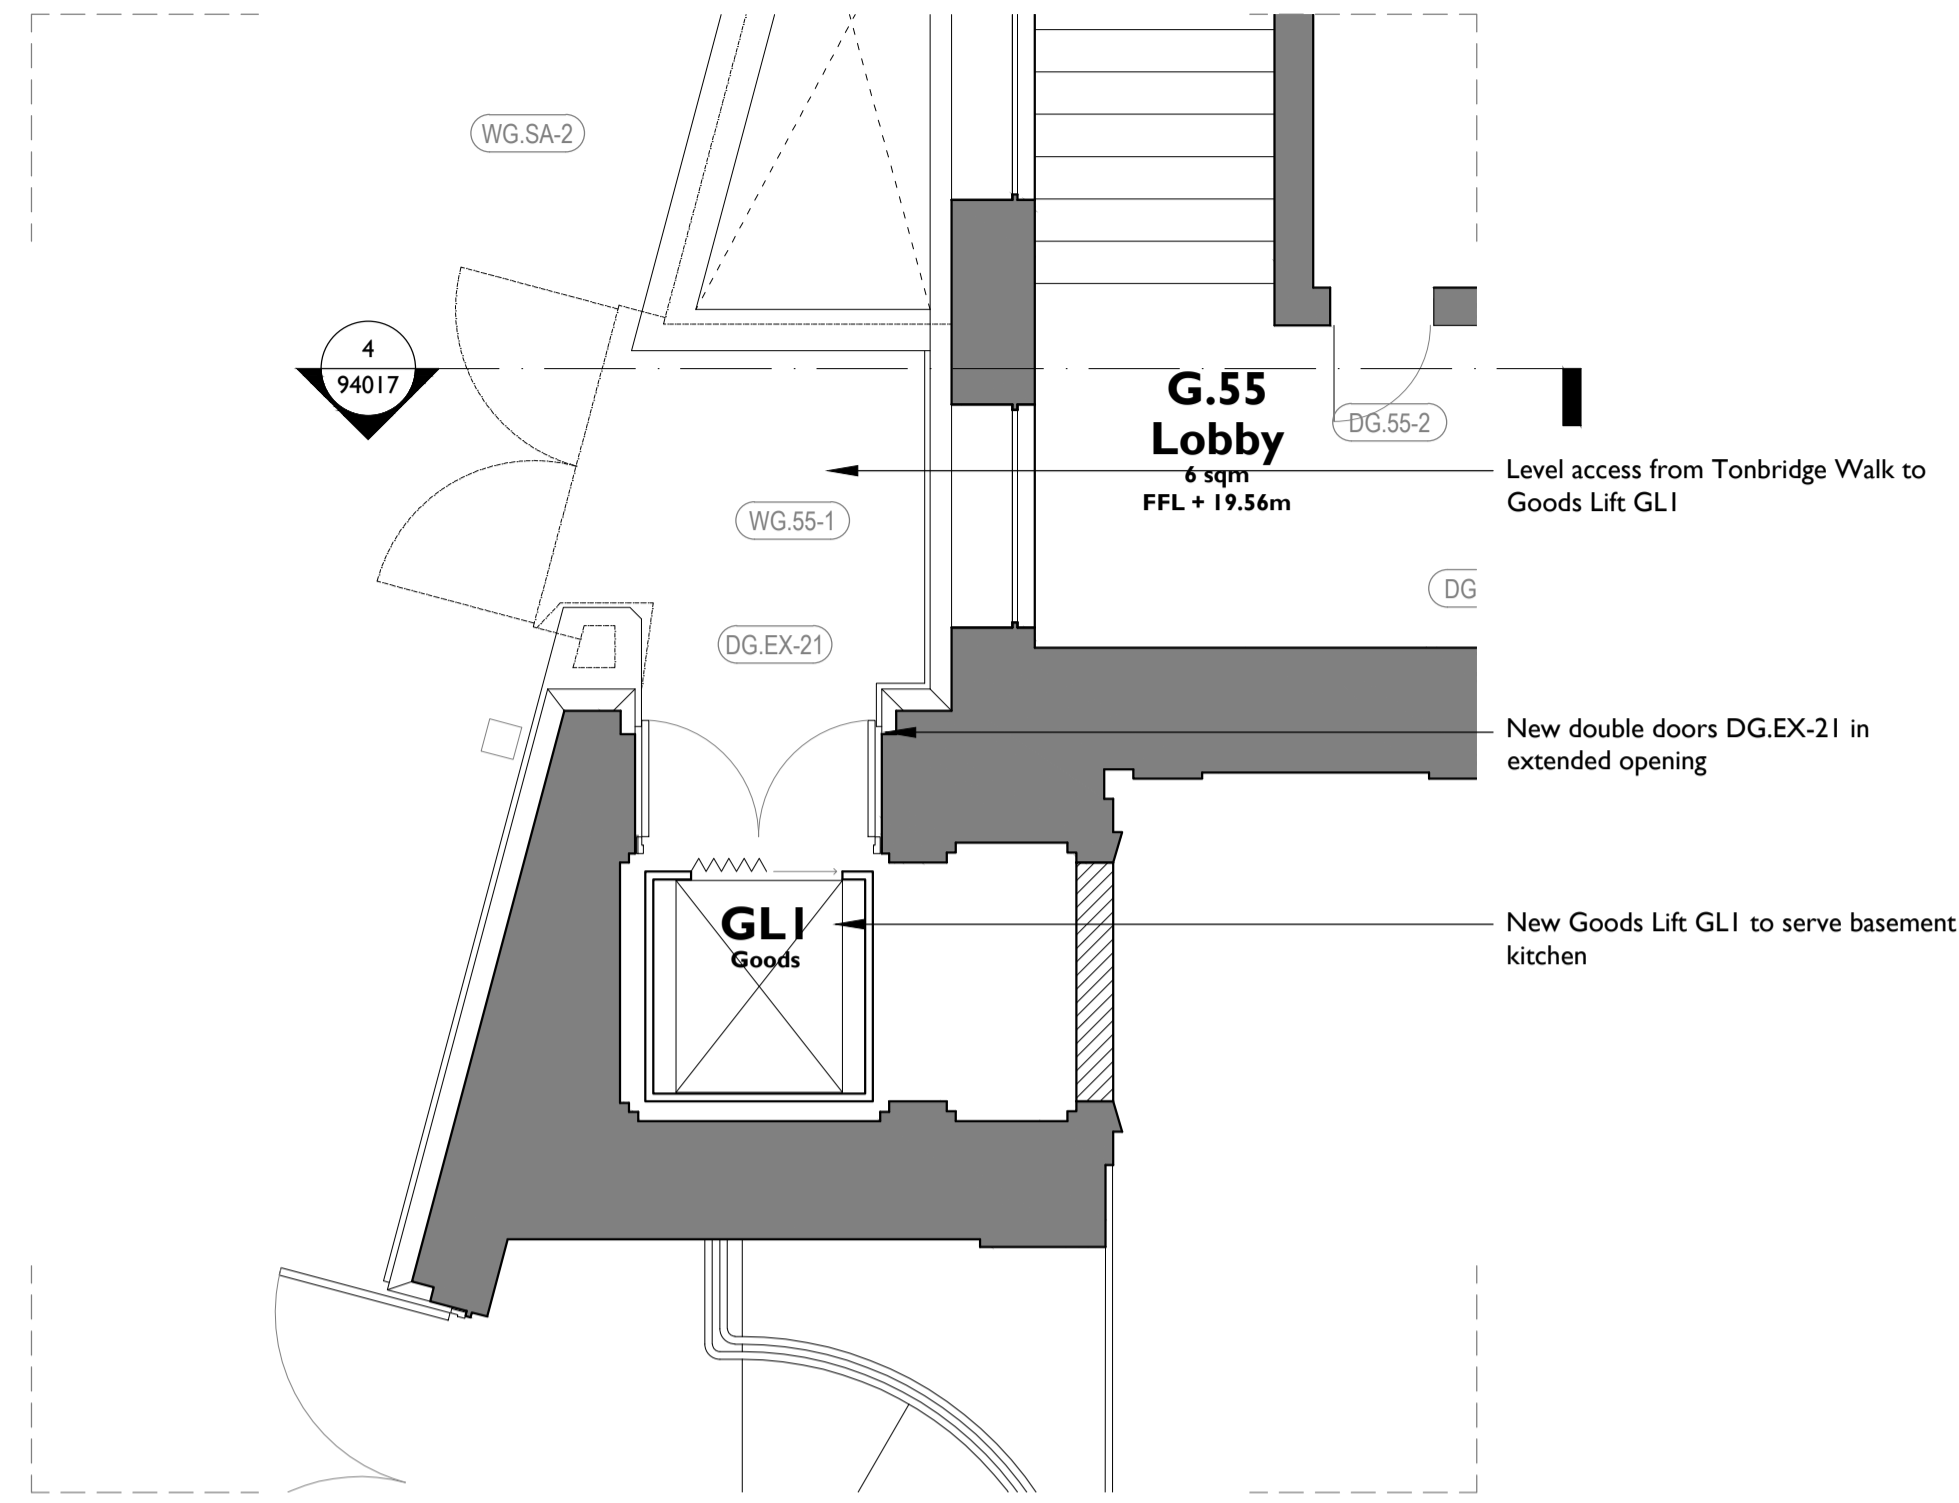 WG.SA-2
4
94017
G.55
Lobby
6 sqm
FFL + 19.56m
DG.55-2
Level access from Tonbridge Walk to
Goods Lift GL1
WG.55-1
DG
DG.EX-21
New double doors DG.EX-21 in
extended opening
GL1
Goods
New Goods Lift GL1 to serve basement
kitchen